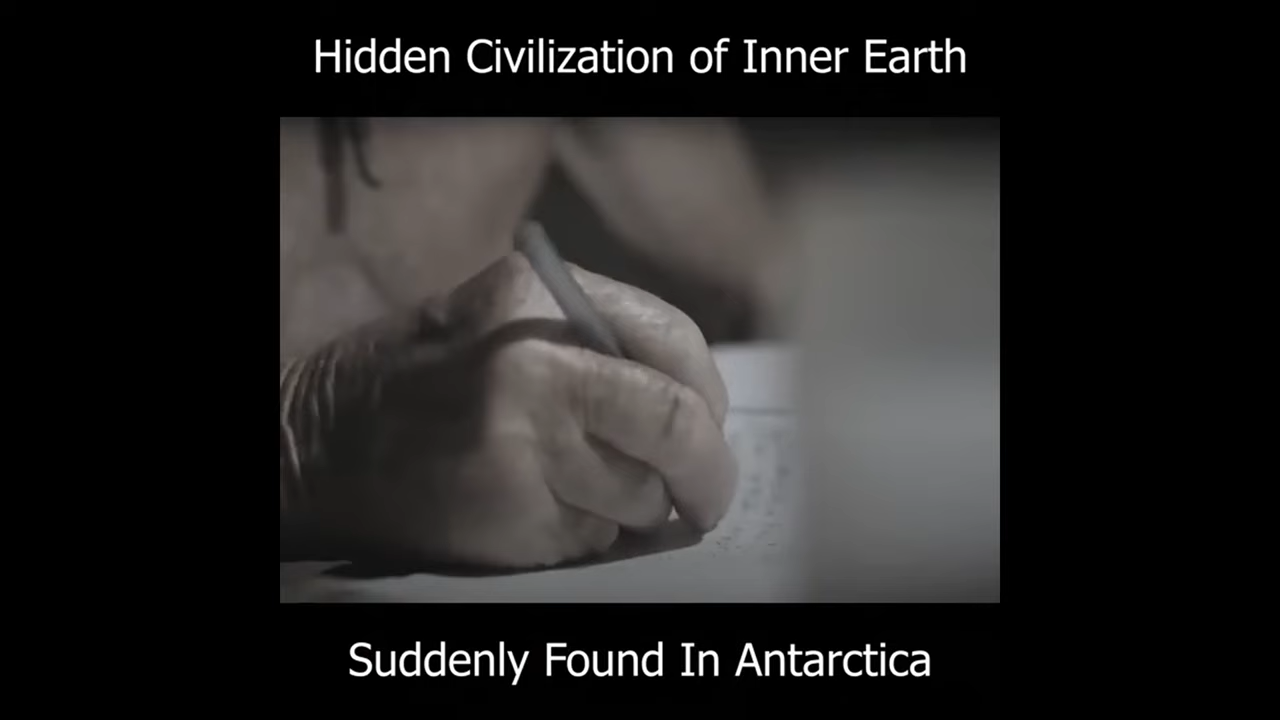 Hidden Civilization of Inner Earth
Suddenly Found In Antarctica